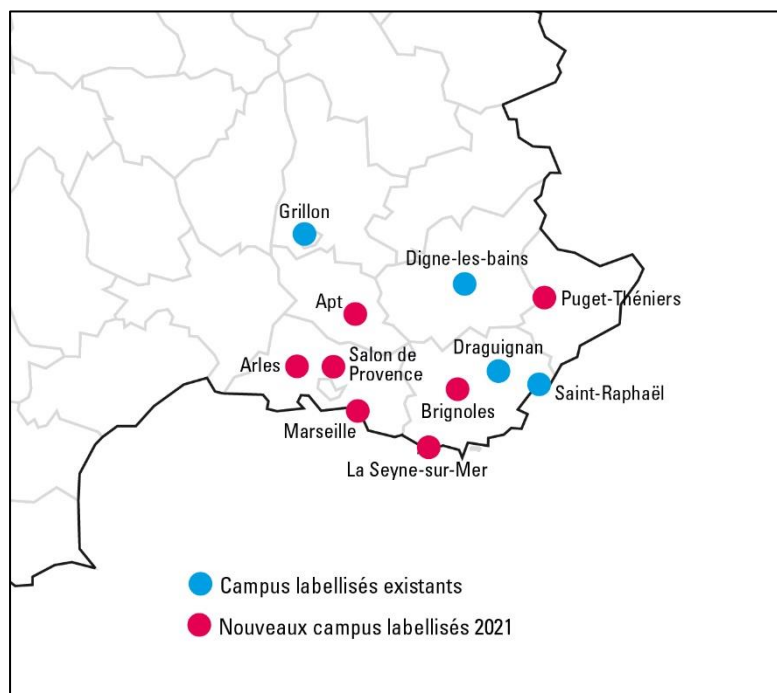 Grillon
Digne-les-bains
Apt
Puget-Théniers
Draguignan
Arles
Salon de
Provence
Saint-Raphaël
Brignoles
Marseille
La Seyne-sur-Mer
Campus labellisés existants
Nouveaux campus labellisés 2021